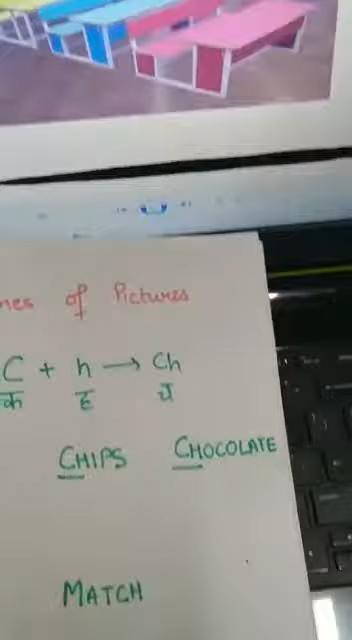 of Pictures
C + h → Ch
क ह च
CHIPS CHOCOLATE
MATCH